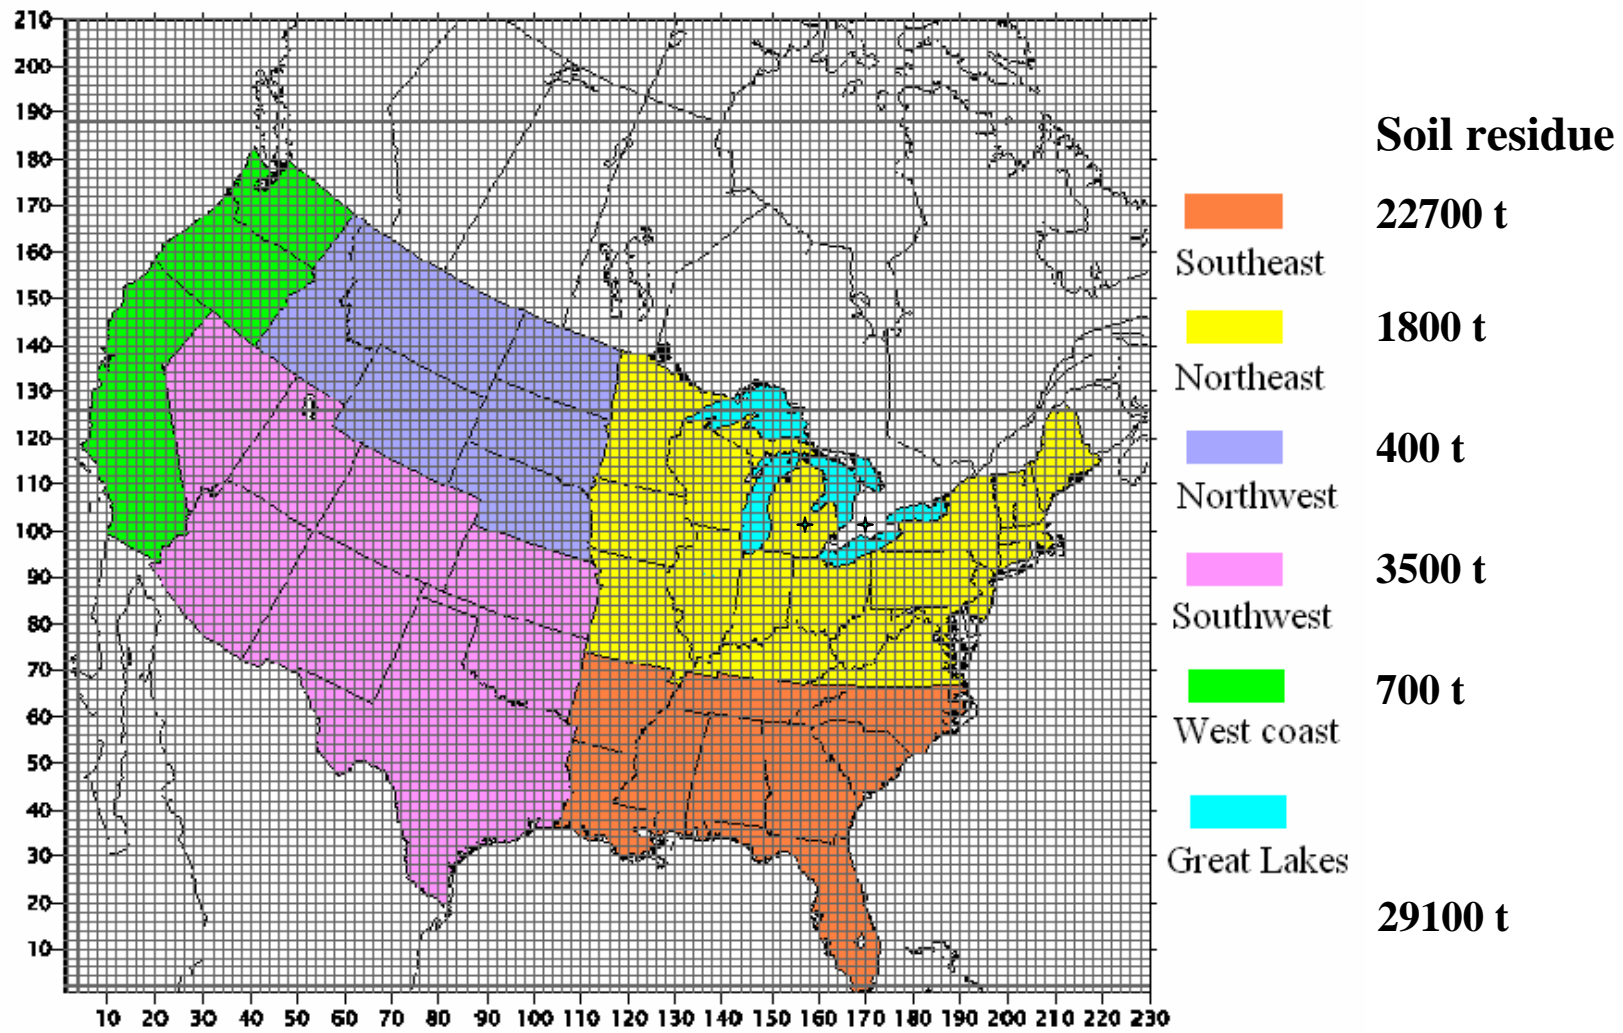 210
200
190
180
170
160
150
140
130
120
110
100
90
80
70
60
50
40
30
20
10
10 20 30 40 50 60 70 80 90 100 110 120 130 140 150 160 170 180 190 200 210 220 230
Soil residue
22700 t
Southeast
1800 t
Northeast
400 t
Northwest
3500 t
Southwest
700 t
West coast
Great Lakes
29100 t